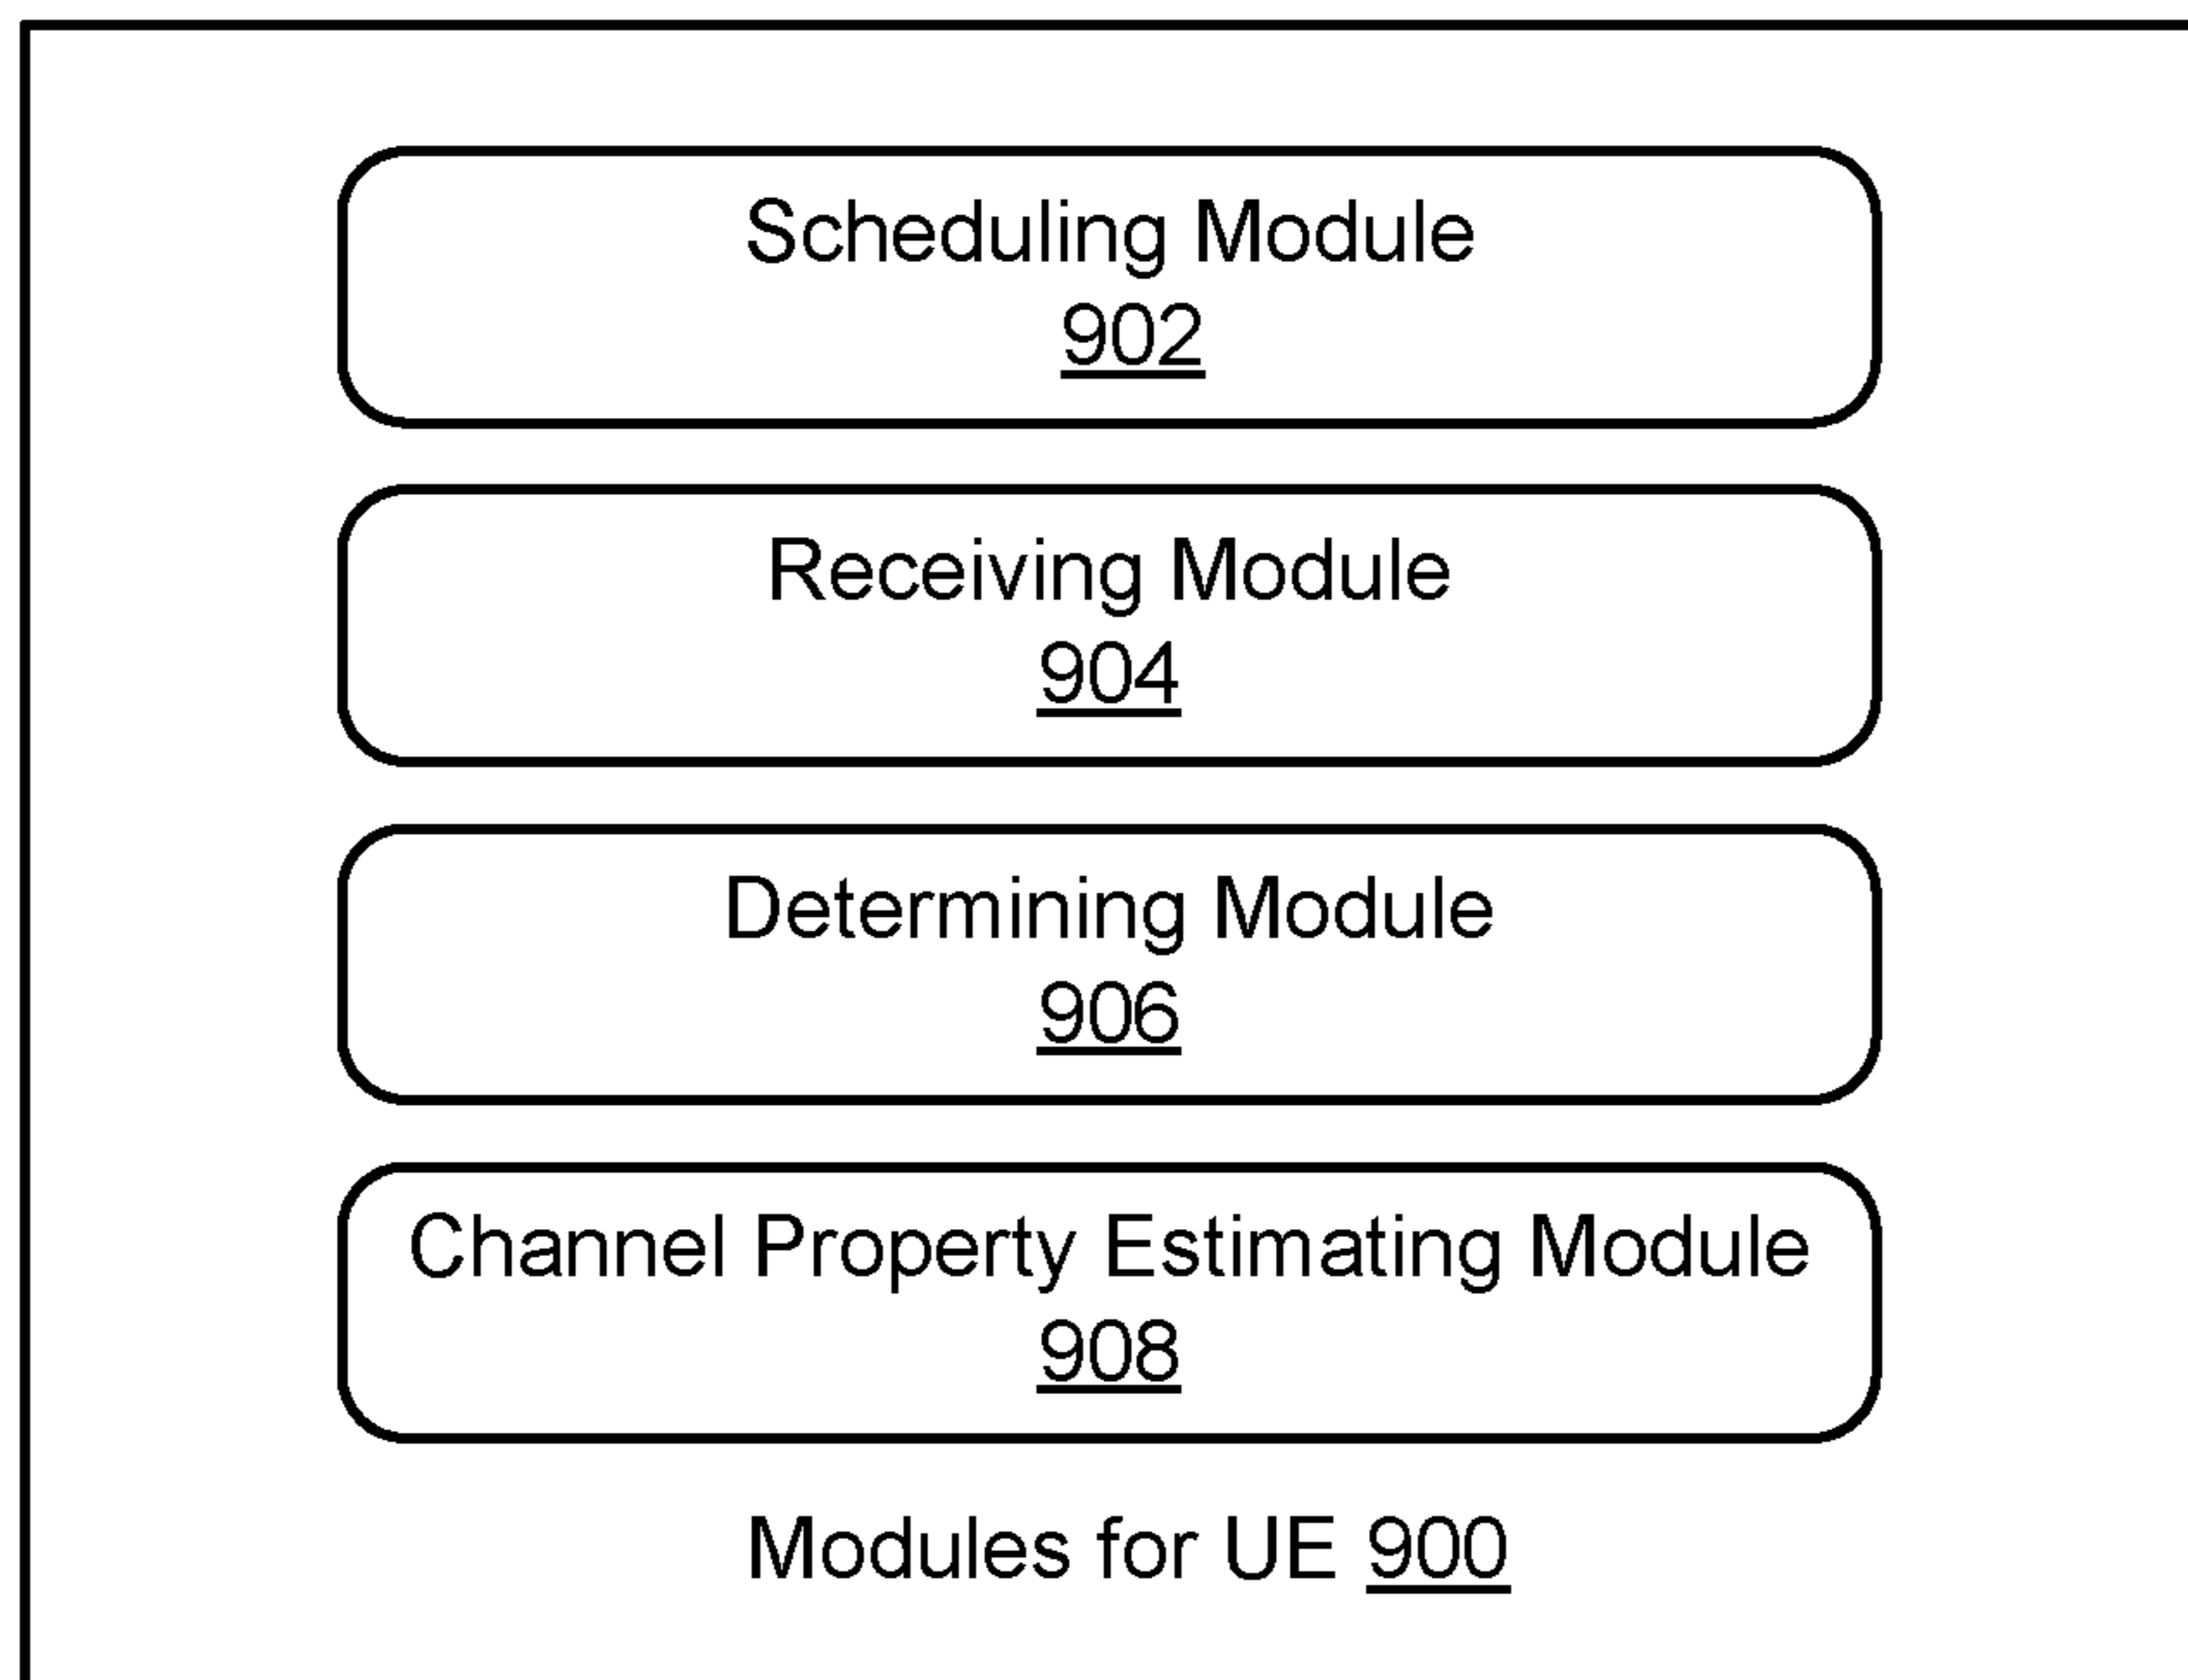 Scheduling Module
902
Receiving Module
904
Determining Module
906
Channel Property Estimating Module
908
Modules for UE 900